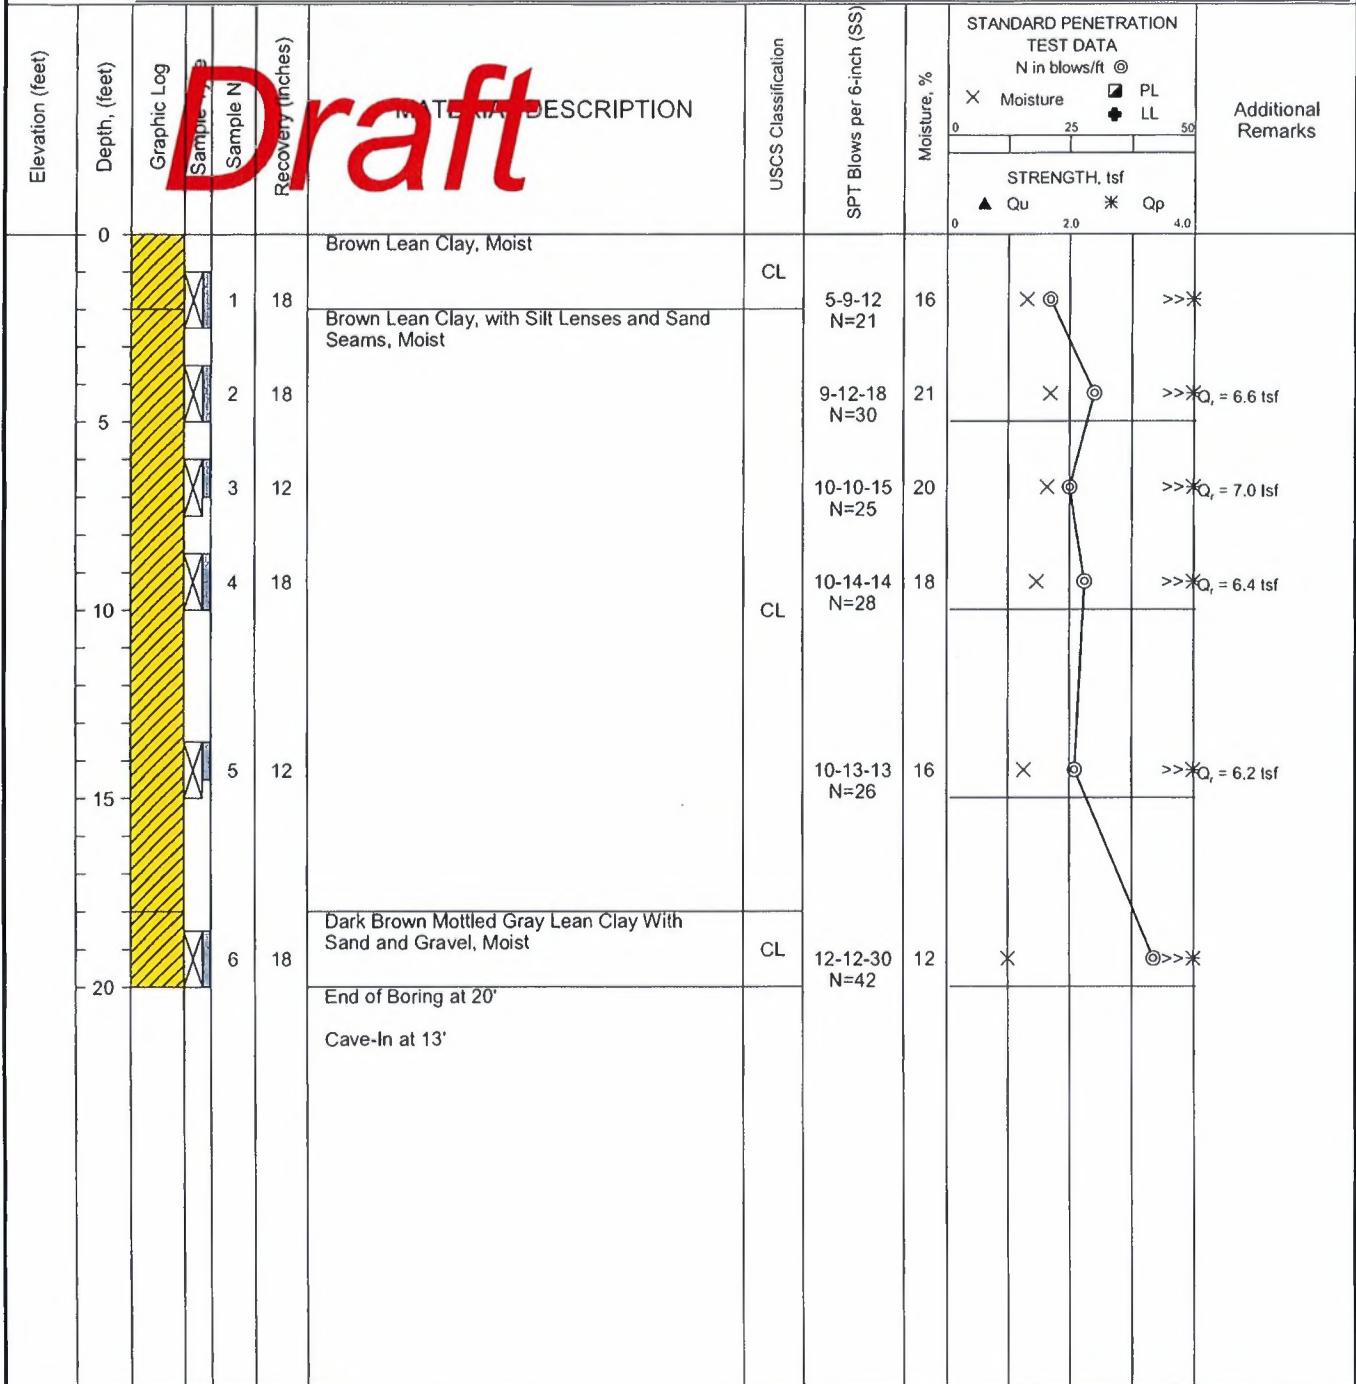 Elevation (feet)
Depth, (feet)
Graphic Log
Sample
Sample N
Recovery (inches)
Draft
MATERIAL DESCRIPTION
USCS Classification
SPT Blows per 6-inch (SS)
Moisture, %
STANDARD PENETRATION
TEST DATA
N in blows/ft
Moisture
PL
LL
0 25 50
STRENGTH, tsf
Qu Qp
0 2.0 4.0
Additional
Remarks
0
Brown Lean Clay, Moist
CL
1 18 5-9-12 16 >>
N=21
Brown Lean Clay, with Silt Lenses and Sand
Seams, Moist
2 18 9-12-18 21 >> Qr = 6.6 tsf
N=30
5
3 12 10-10-15 20 >> Qr = 7.0 tsf
N=25
4 18 10-14-14 18 >> Qr = 6.4 tsf
N=28
10
CL
5 12 10-13-13 16 >> Qr = 6.2 tsf
N=26
15
Dark Brown Mottled Gray Lean Clay With
Sand and Gravel, Moist
CL
6 18 12-12-30 12 >>
N=42
20
End of Boring at 20'
Cave-In at 13'